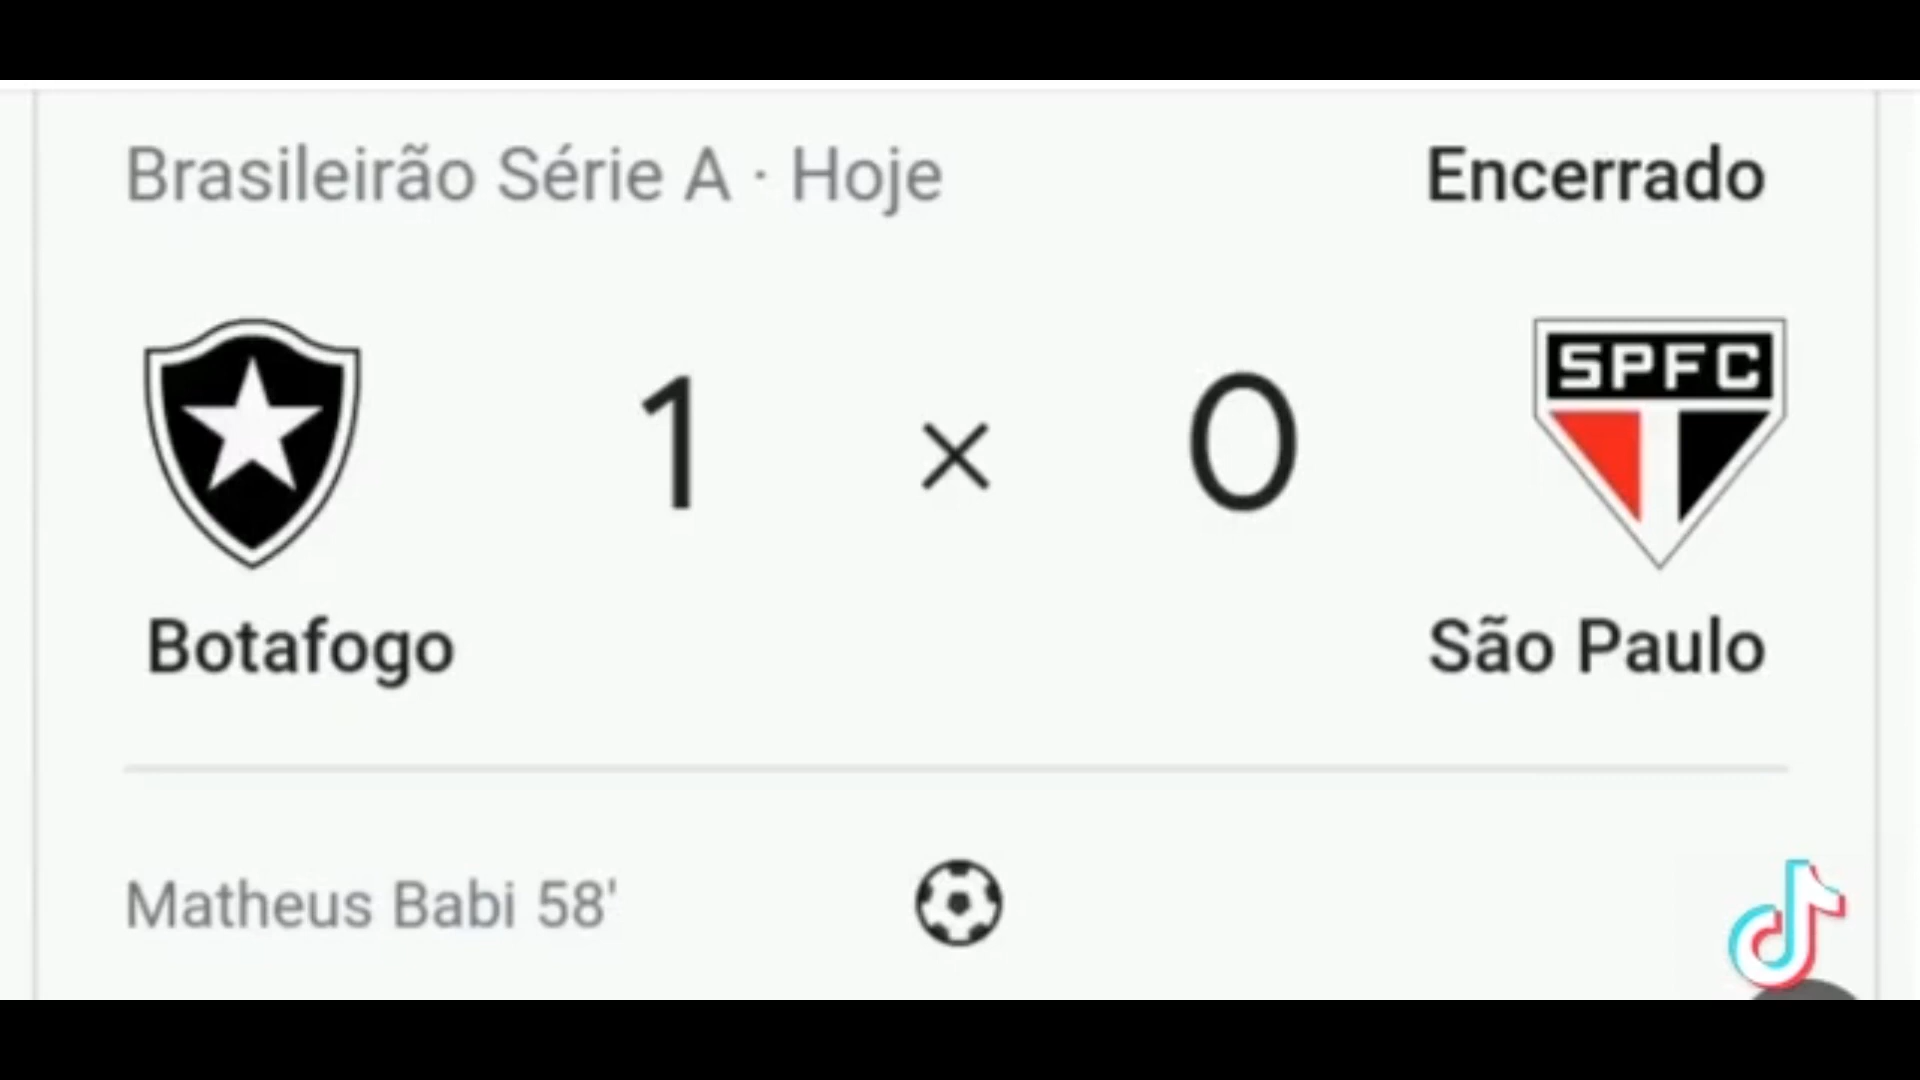 Brasileirão Série A · Hoje
Encerrado
1 × 0
SPFC
Botafogo
São Paulo
Matheus Babi 58'